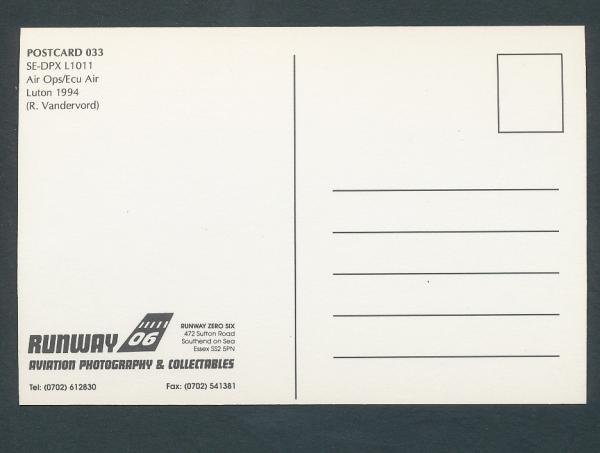 POSTCARD 033
SE-DPX L1011
Air Ops/Ecu Air
Luton 1994
(R. Vandervord)
RUNWAY 06
AVIATION PHOTOGRAPHY & COLLECTABLES
RUNWAY ZERO SIX
472 Sutton Road
Southend on Sea
Essex SS2 5PN
Tel: (0702) 612830
Fax: (0702) 541381